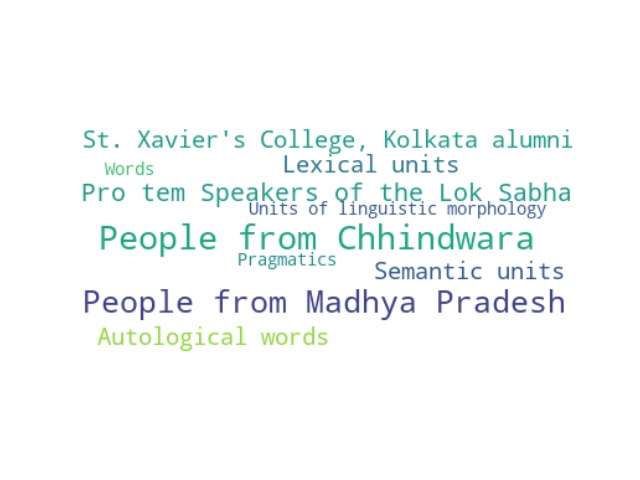 St. Xavier's College, Kolkata alumni
Words
Lexical units
Pro tem Speakers of the Lok Sabha
Units of linguistic morphology
People from Chhindwara
Pragmatics
Semantic units
People from Madhya Pradesh
Autological words